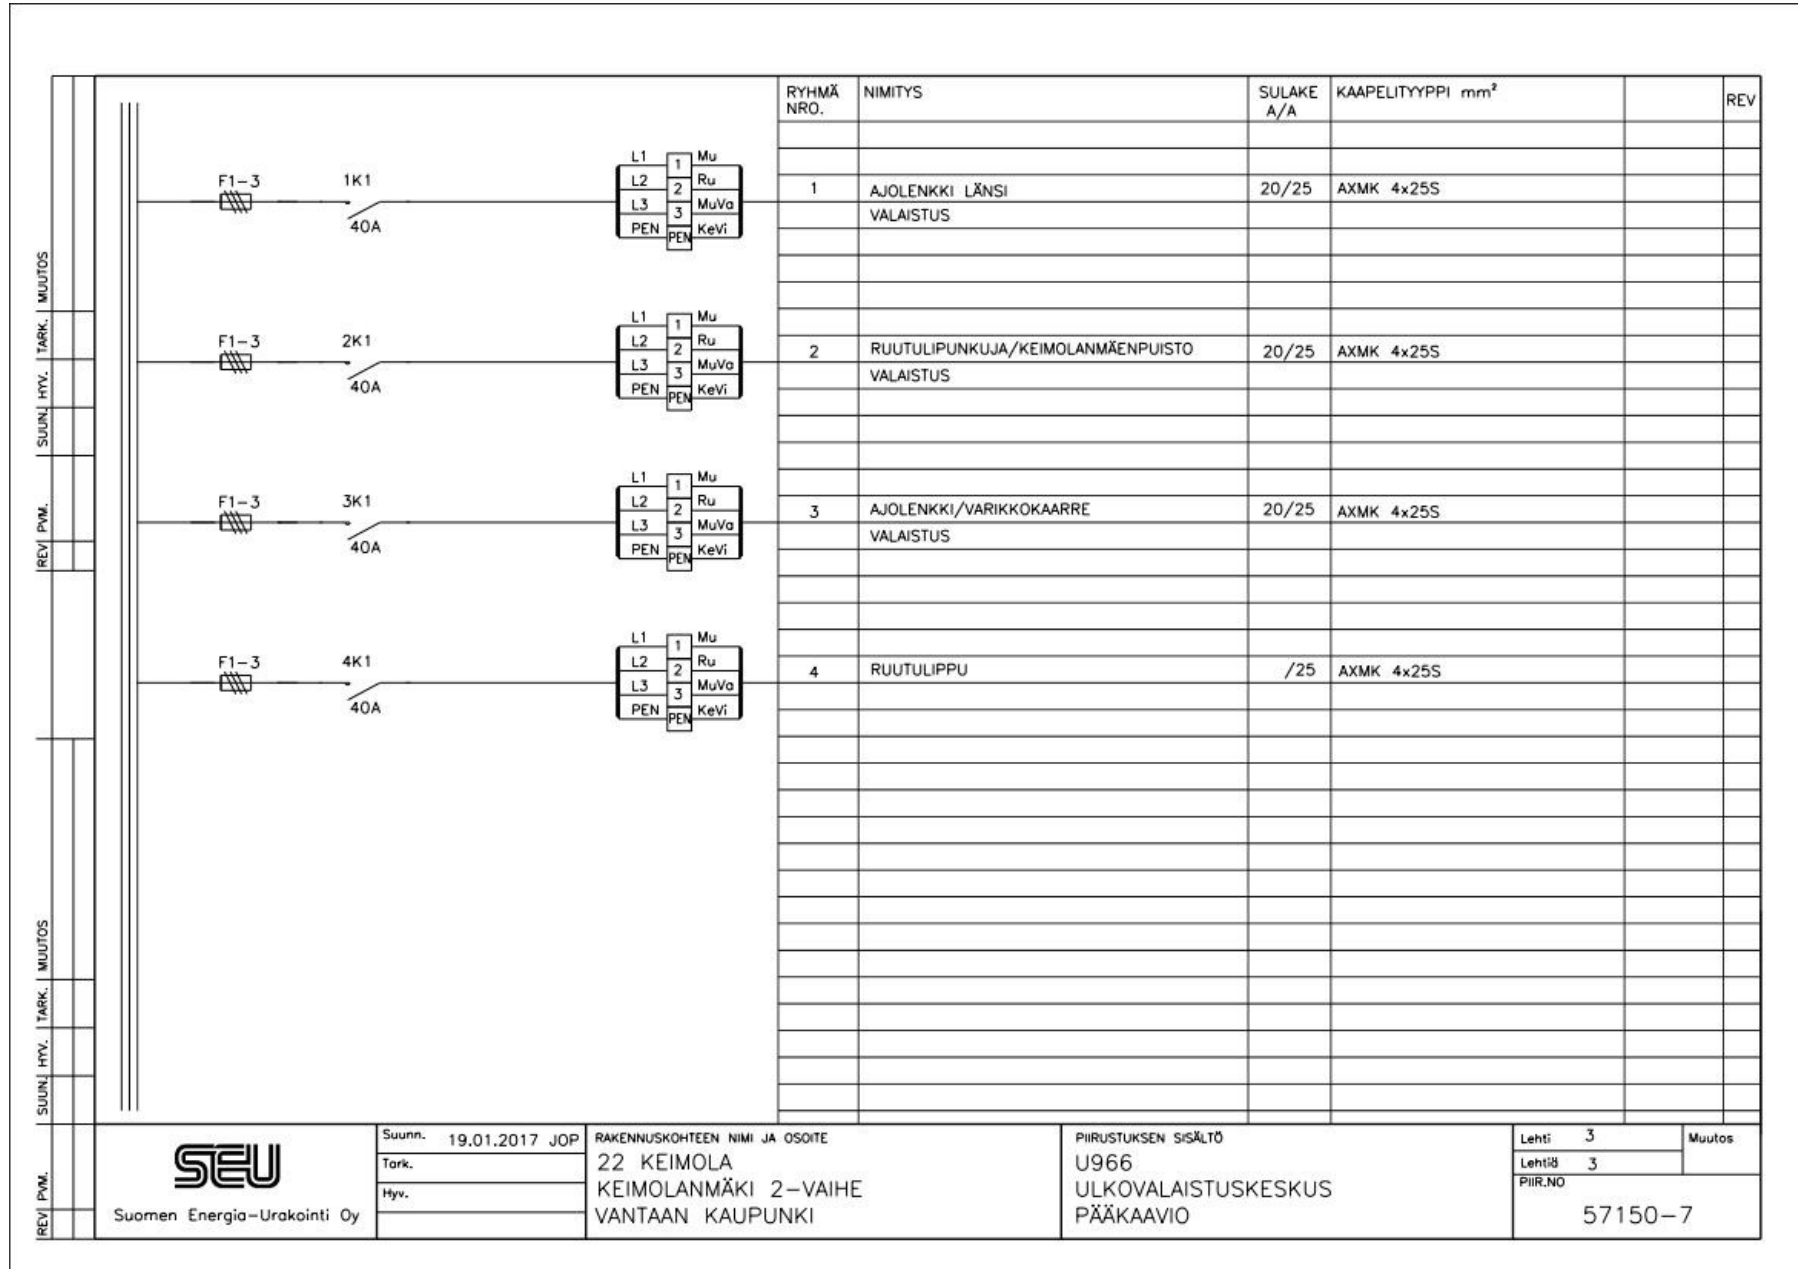 RYHMÄ NRO. NIMITYS SULAKE A/A KAAPELITYYPPI mm² REV
F1-3 1K1 40A
L1 1 Mu
L2 2 Ru
L3 3 MuVa
PEN PEN KeVi
1 AJOLENKKI LÄNSI 20/25 AXMK 4x25S
VALAISTUS
F1-3 2K1 40A
L1 1 Mu
L2 2 Ru
L3 3 MuVa
PEN PEN KeVi
2 RUUTULIPUNKUJA/KEIMOLANMÄENPUISTO 20/25 AXMK 4x25S
VALAISTUS
F1-3 3K1 40A
L1 1 Mu
L2 2 Ru
L3 3 MuVa
PEN PEN KeVi
3 AJOLENKKI/VARIKKOKAARRE 20/25 AXMK 4x25S
VALAISTUS
F1-3 4K1 40A
L1 1 Mu
L2 2 Ru
L3 3 MuVa
PEN PEN KeVi
4 RUUTULIPPU /25 AXMK 4x25S
REV PVM. SUUN. HYV. TARK. MUUTOS
REV PVM. SUUN. HYV. TARK. MUUTOS
SEU
Suomen Energia-Urakointi Oy
Suunn. 19.01.2017 JOP
Tark.
Hyv.
RAKENNUSKOHTEEN NIMI JA OSOITE
22 KEIMOLA
KEIMOLANMÄKI 2-VAIHE
VANTAAN KAUPUNKI
PIIRUSTUKSEN SISÄLTÖ
U966
ULKOVALAISTUSKESKUS
PÄÄKAAVIO
Lehti 3 Muutos
Lehtiä 3
PIIR.NO
57150-7